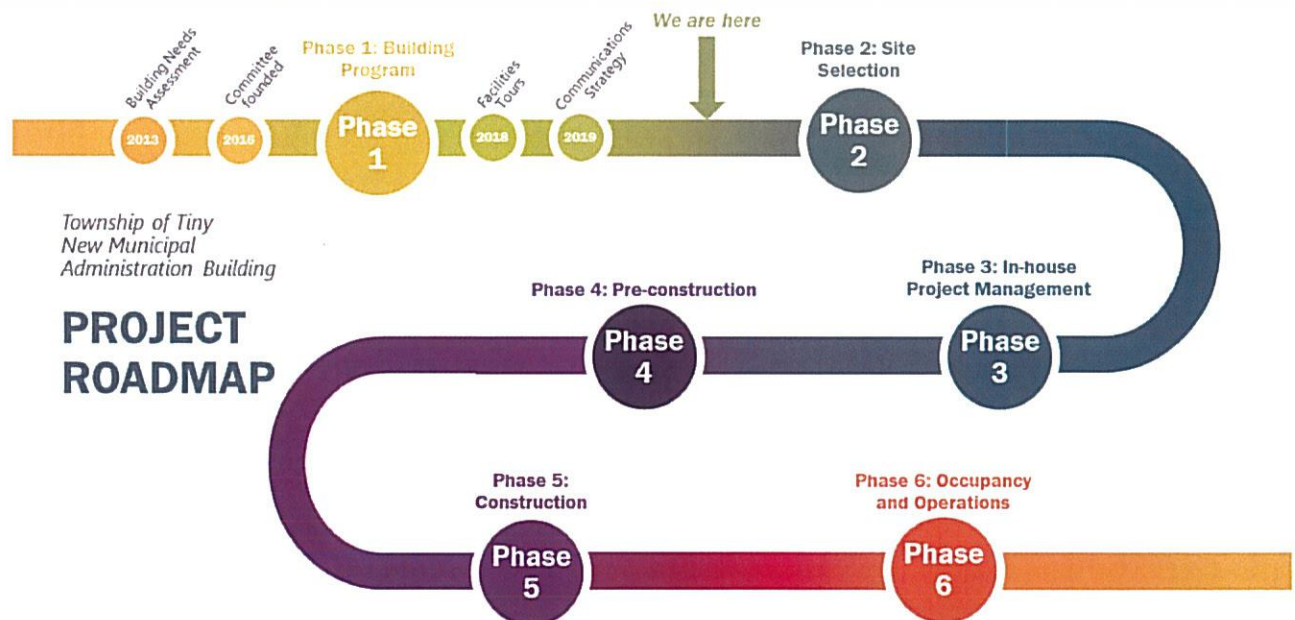 We are here
Building Needs
Assessment
2013
Committee
founded
2016
Phase 1: Building
Program
Phase
1
Facilities
Tours
2018
Communications
Strategy
2019
Phase 2: Site
Selection
Phase
2
Township of Tiny
New Municipal
Administration Building
PROJECT
ROADMAP
Phase 3: In-house
Project Management
Phase
3
Phase 4: Pre-construction
Phase
4
Phase 5:
Construction
Phase
5
Phase 6: Occupancy
and Operations
Phase
6